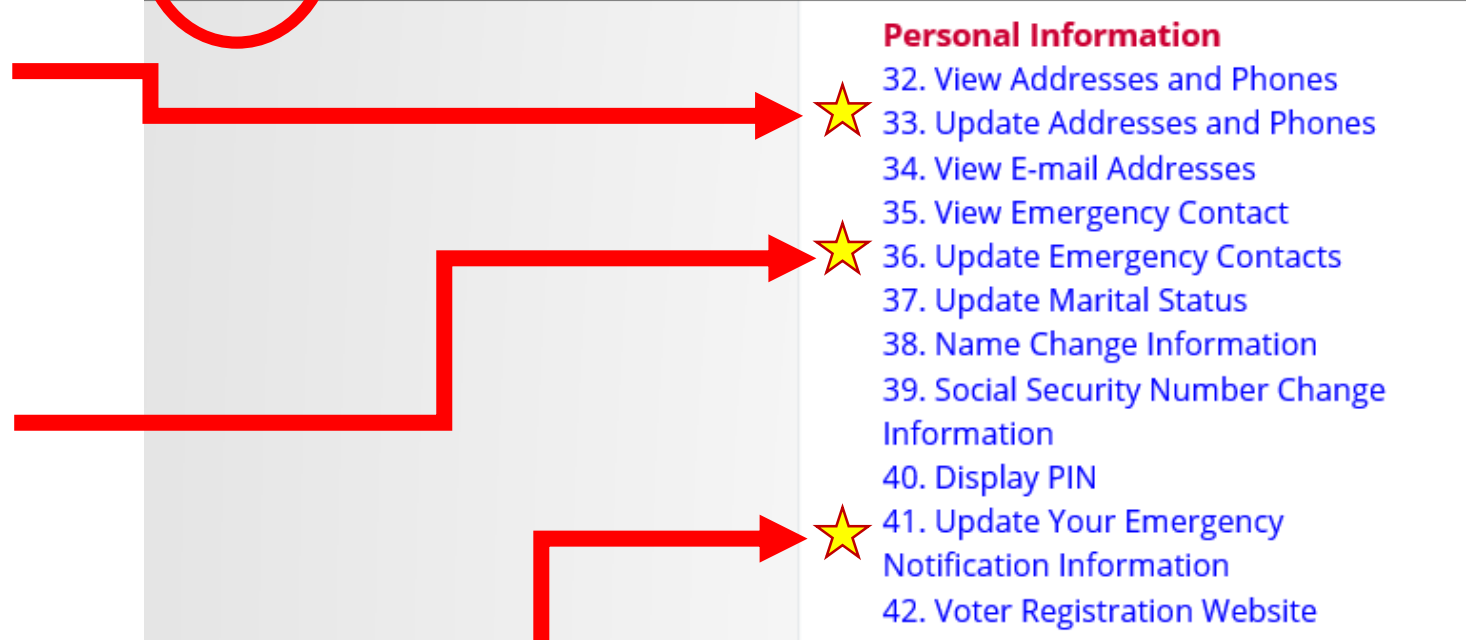 Personal Information
32. View Addresses and Phones
33. Update Addresses and Phones
34. View E-mail Addresses
35. View Emergency Contact
36. Update Emergency Contacts
37. Update Marital Status
38. Name Change Information
39. Social Security Number Change
Information
40. Display PIN
41. Update Your Emergency
Notification Information
42. Voter Registration Website